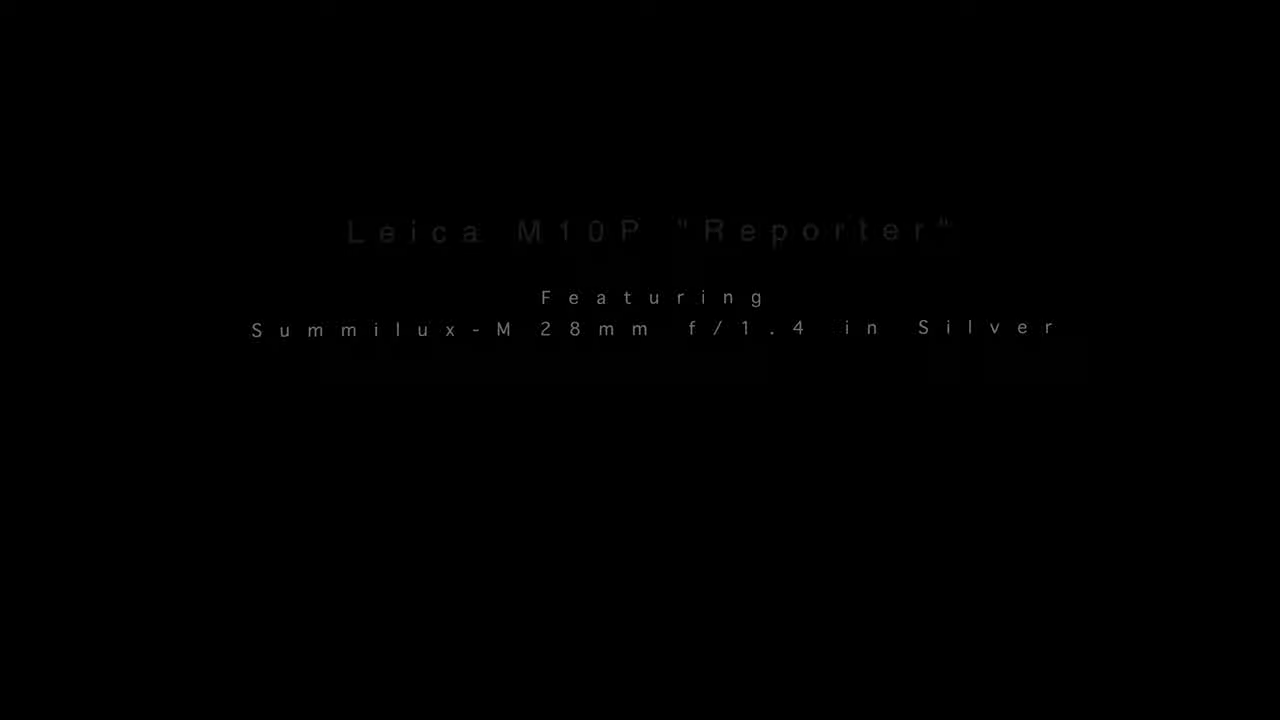 Leica M10P "Reporter"
Featuring
Summilux-M 28mm f/1.4 in Silver